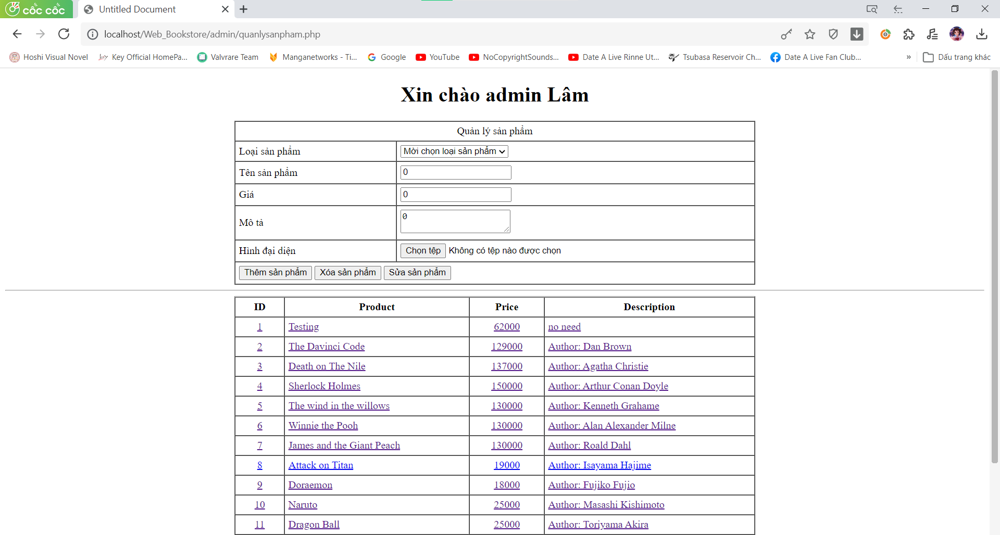 cốc cốc Untitled Document
localhost/Web_Bookstore/admin/quanlysanpham.php
Hoshi Visual Novel Key Official HomePa... Valvrare Team Manganetworks - Ti... Google YouTube NoCopyrightSounds... Date A Live Rinne Ut... Tsubasa Reservoir Ch... Date A Live Fan Club... » Dấu trang khác
Xin chào admin Lâm
Quản lý sản phẩm
Loại sản phẩm Mời chọn loại sản phẩm
Tên sản phẩm 0
Giá 0
Mô tả 0
Hình đại diện Chọn tệp Không có tệp nào được chọn
Thêm sản phẩm Xóa sản phẩm Sửa sản phẩm
ID Product Price Description
1 Testing 62000 no need
2 The Davinci Code 129000 Author: Dan Brown
3 Death on The Nile 137000 Author: Agatha Christie
4 Sherlock Holmes 150000 Author: Arthur Conan Doyle
5 The wind in the willows 130000 Author: Kenneth Grahame
6 Winnie the Pooh 130000 Author: Alan Alexander Milne
7 James and the Giant Peach 130000 Author: Roald Dahl
8 Attack on Titan 19000 Author: Isayama Hajime
9 Doraemon 18000 Author: Fujiko Fujio
10 Naruto 25000 Author: Masashi Kishimoto
11 Dragon Ball 25000 Author: Toriyama Akira